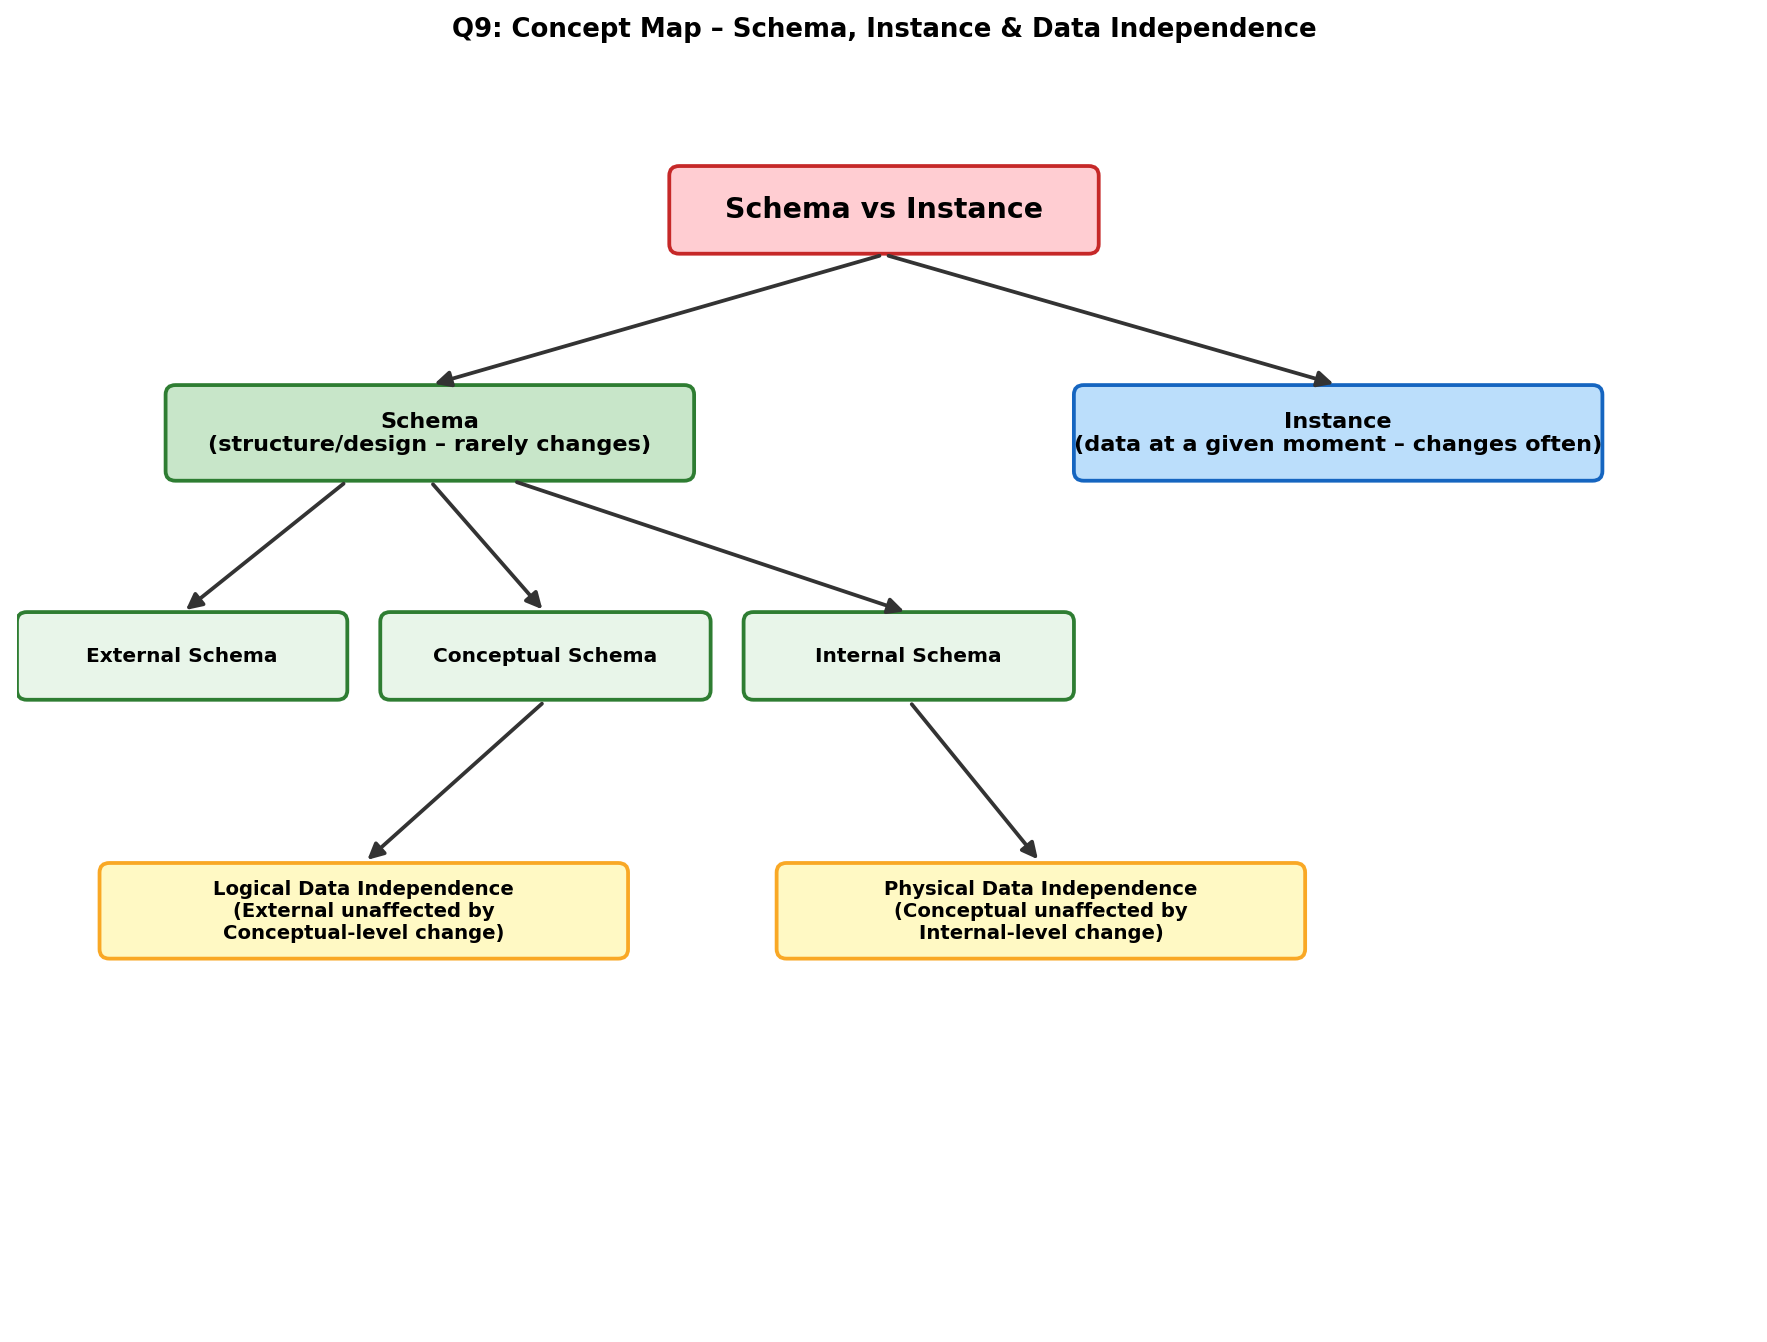 Q9: Concept Map – Schema, Instance & Data Independence
Schema vs Instance
Schema
(structure/design – rarely changes)
Instance
(data at a given moment – changes often)
External Schema
Conceptual Schema
Internal Schema
Logical Data Independence
(External unaffected by
Conceptual-level change)
Physical Data Independence
(Conceptual unaffected by
Internal-level change)